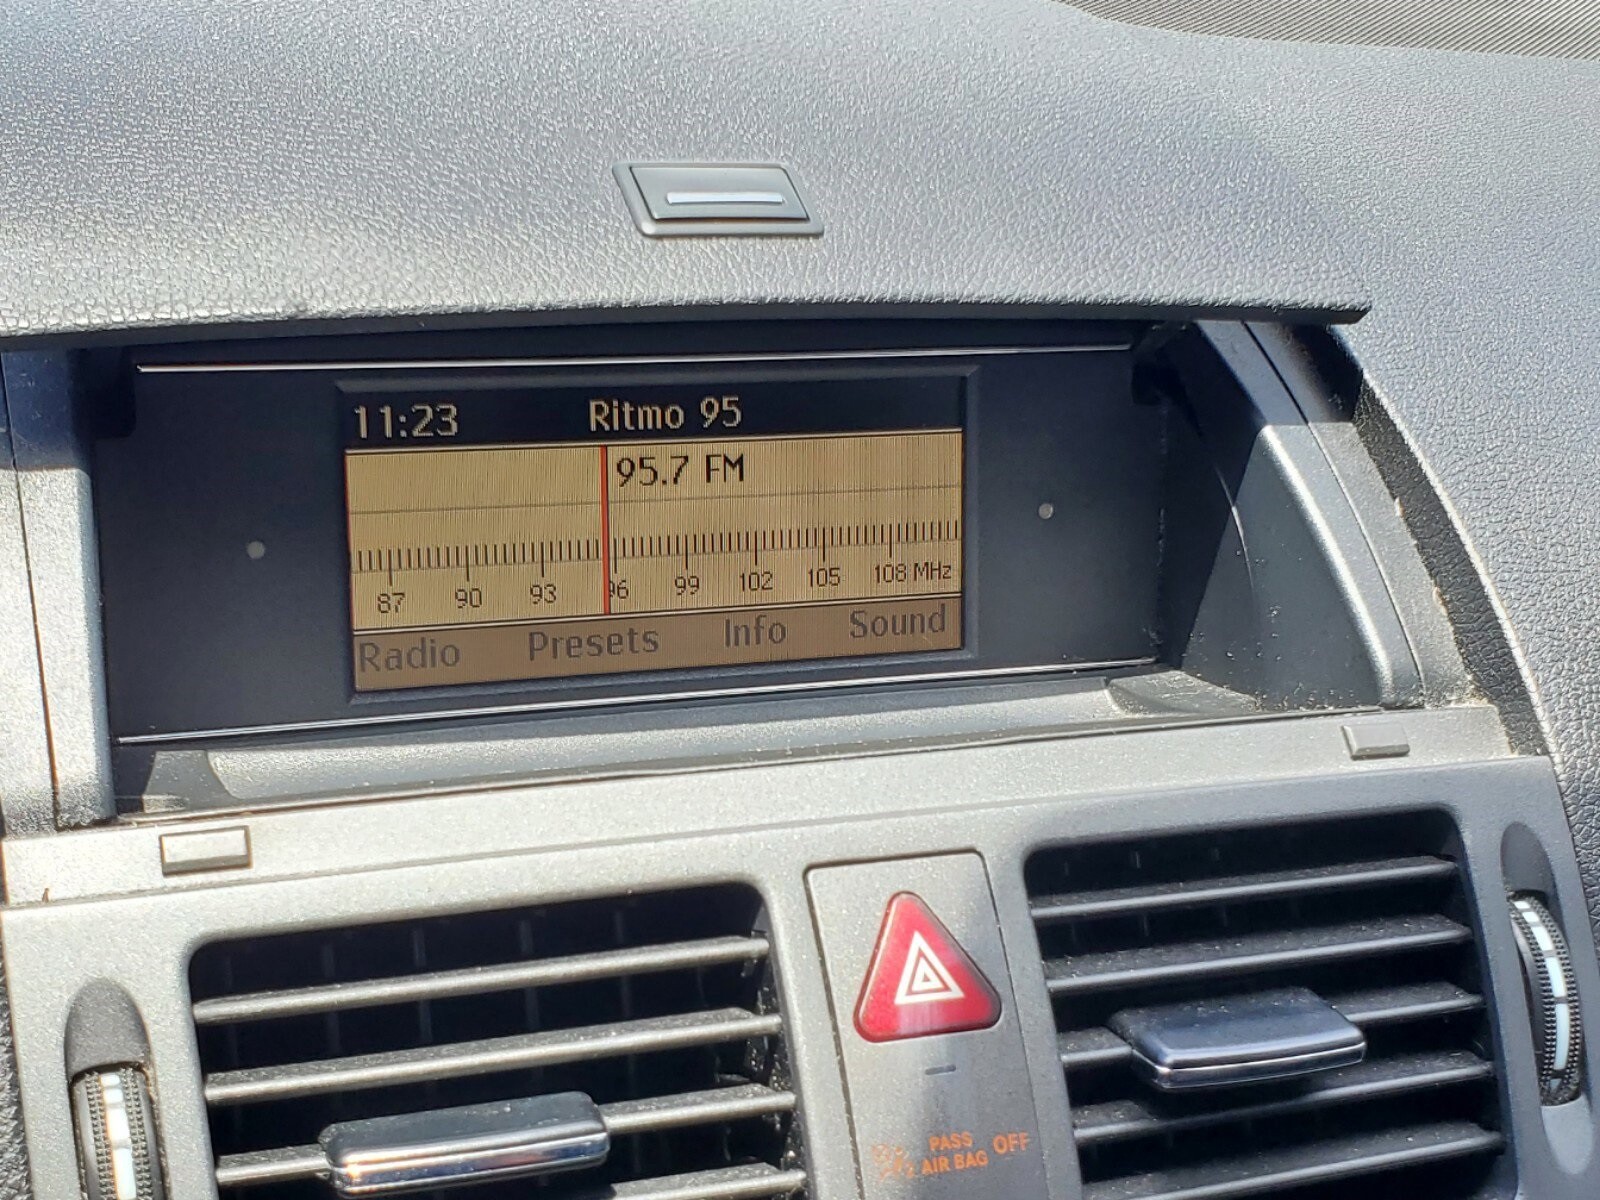 11:23 Ritmo 95
95.7 FM
87 90 93 96 99 102 105 108 MHz
Radio Presets Info Sound
PASS AIR BAG OFF